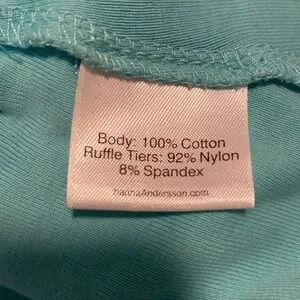 Body: 100% Cotton
Ruffle Tiers: 92% Nylon
8% Spandex
hannaAndersson.com